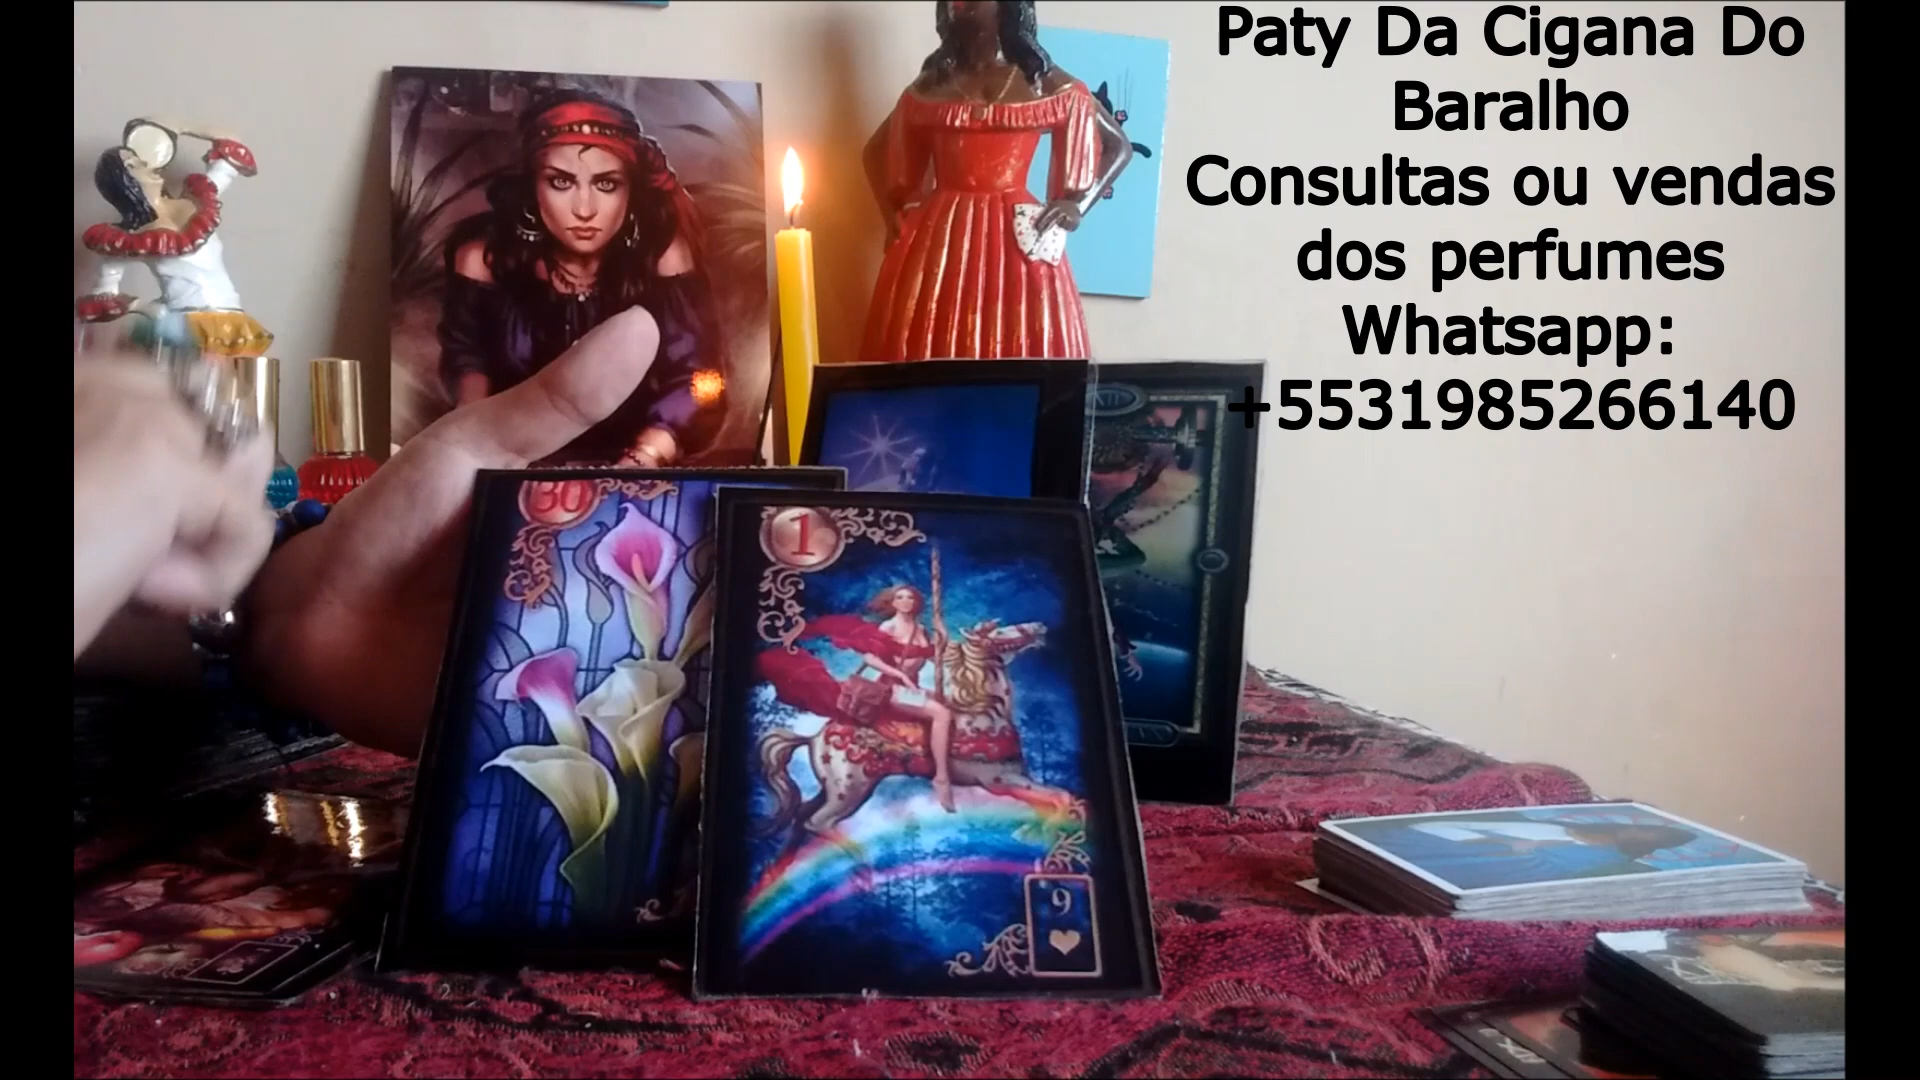 Paty Da Cigana Do
Baralho
Consultas ou vendas
dos perfumes
Whatsapp:
+5531985266140
30
1
9